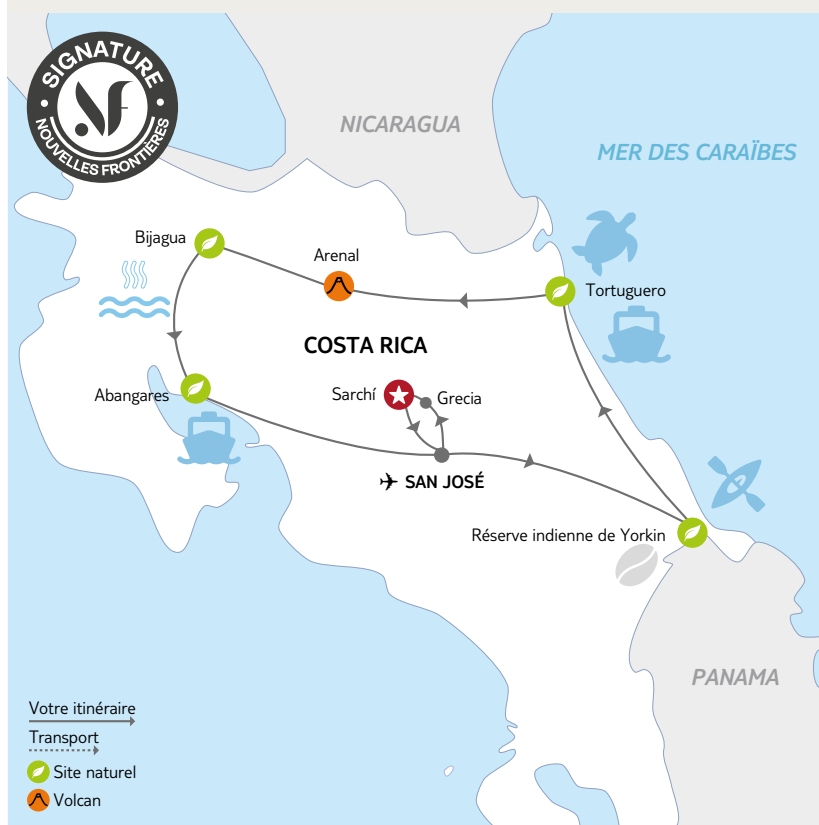 SIGNATURE
NF
NOUVELLES FRONTIÈRES
NICARAGUA
MER DES CARAÏBES
Bijagua
Arenal
Tortuguero
COSTA RICA
Abangares
Sarchí
Grecia
SAN JOSÉ
Réserve indienne de Yorkin
PANAMA
Votre itinéraire
Transport
Site naturel
Volcan